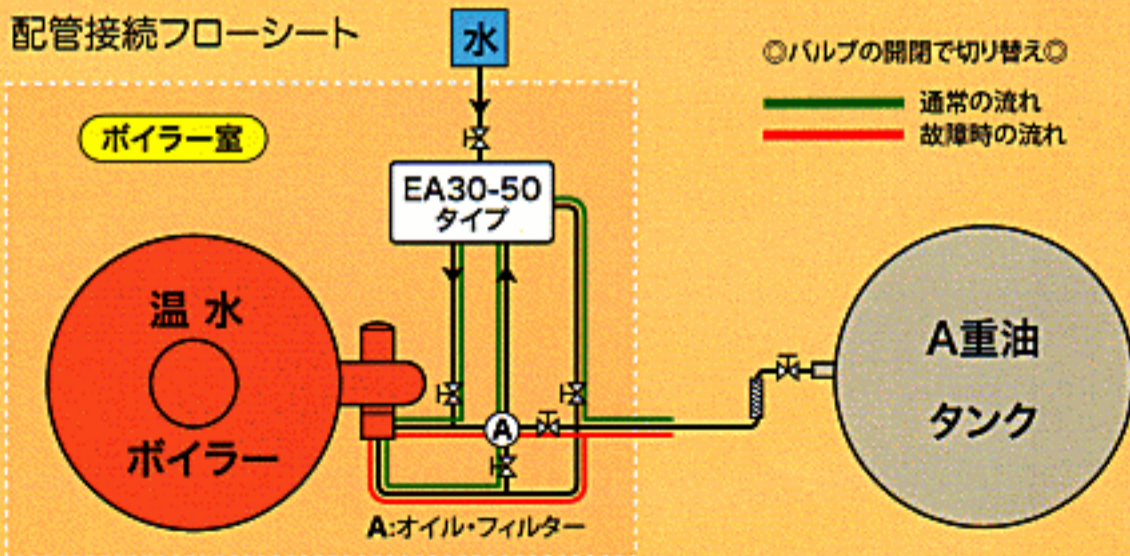 配管接続フローシート
水
◎バルブの開閉で切り替え◎
通常の流れ
故障時の流れ
ボイラー室
EA30-50
タイプ
温水
ボイラー
A重油
タンク
A
A:オイル・フィルター